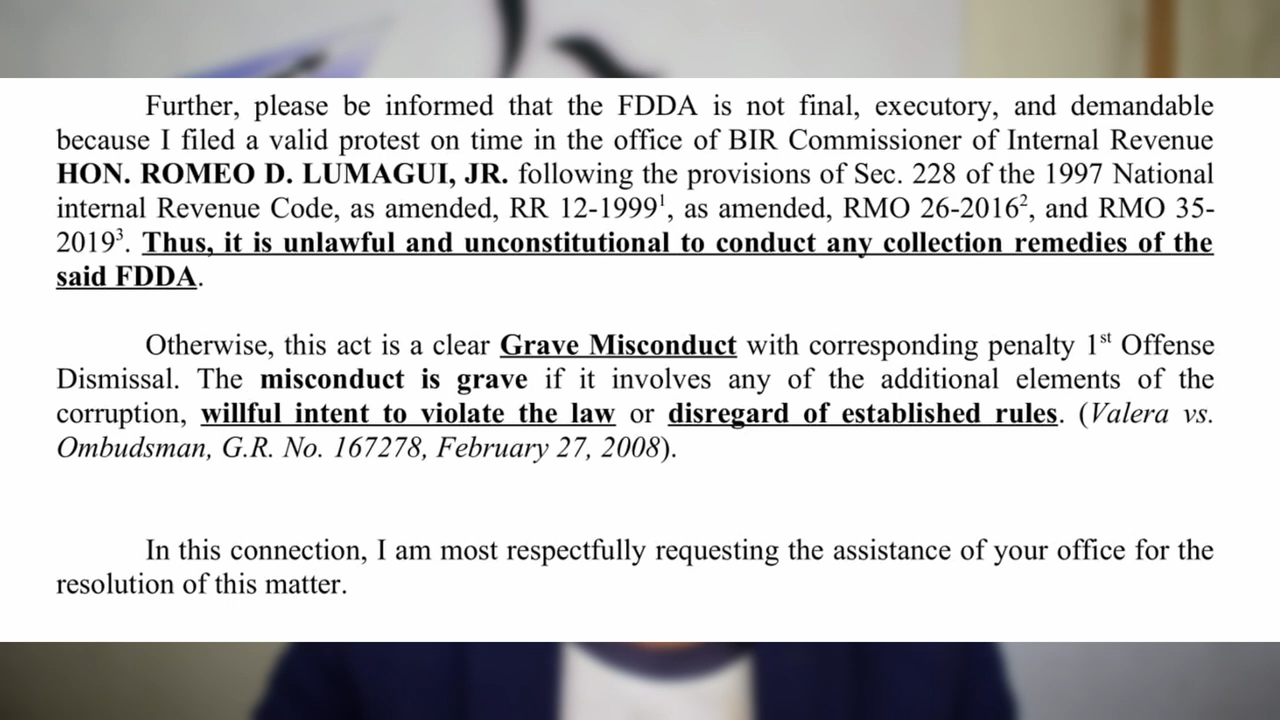 Further, please be informed that the FDDA is not final, executory, and demandable
because I filed a valid protest on time in the office of BIR Commissioner of Internal Revenue
HON. ROMEO D. LUMAGUI, JR. following the provisions of Sec. 228 of the 1997 National
internal Revenue Code, as amended, RR 12-1999¹, as amended, RMO 26-2016², and RMO 35-
2019³. Thus, it is unlawful and unconstitutional to conduct any collection remedies of the
said FDDA.
Otherwise, this act is a clear Grave Misconduct with corresponding penalty 1st Offense
Dismissal. The misconduct is grave if it involves any of the additional elements of the
corruption, willful intent to violate the law or disregard of established rules. (Valera vs.
Ombudsman, G.R. No. 167278, February 27, 2008).
In this connection, I am most respectfully requesting the assistance of your office for the
resolution of this matter.